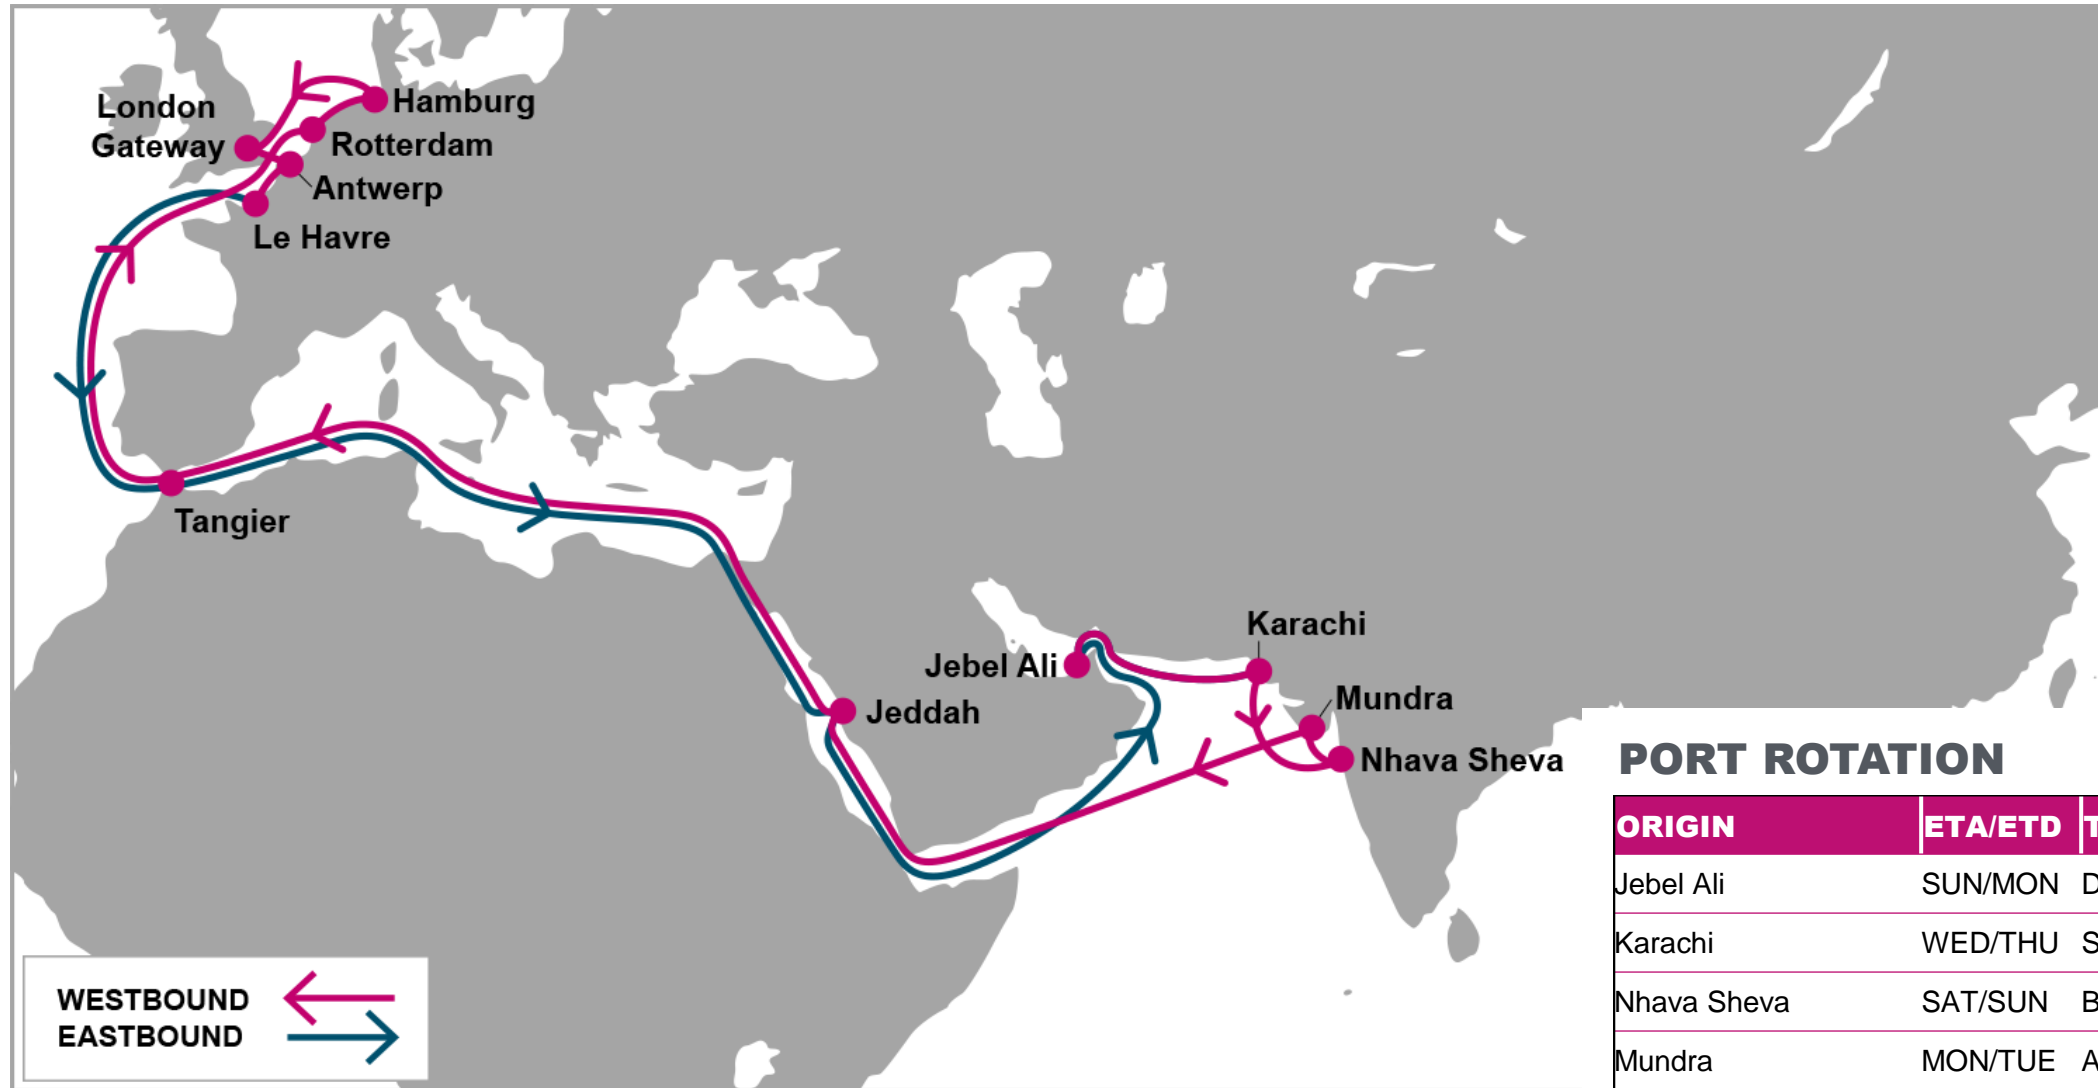 London
Gateway
Hamburg
Rotterdam
Antwerp
Le Havre
Tangier
Jeddah
Jebel Ali
Karachi
Mundra
Nhava Sheva
WESTBOUND
EASTBOUND
PORT ROTATION
ORIGIN ETA/ETD T
Jebel Ali SUN/MON D
Karachi WED/THU S
Nhava Sheva SAT/SUN B
Mundra MON/TUE A